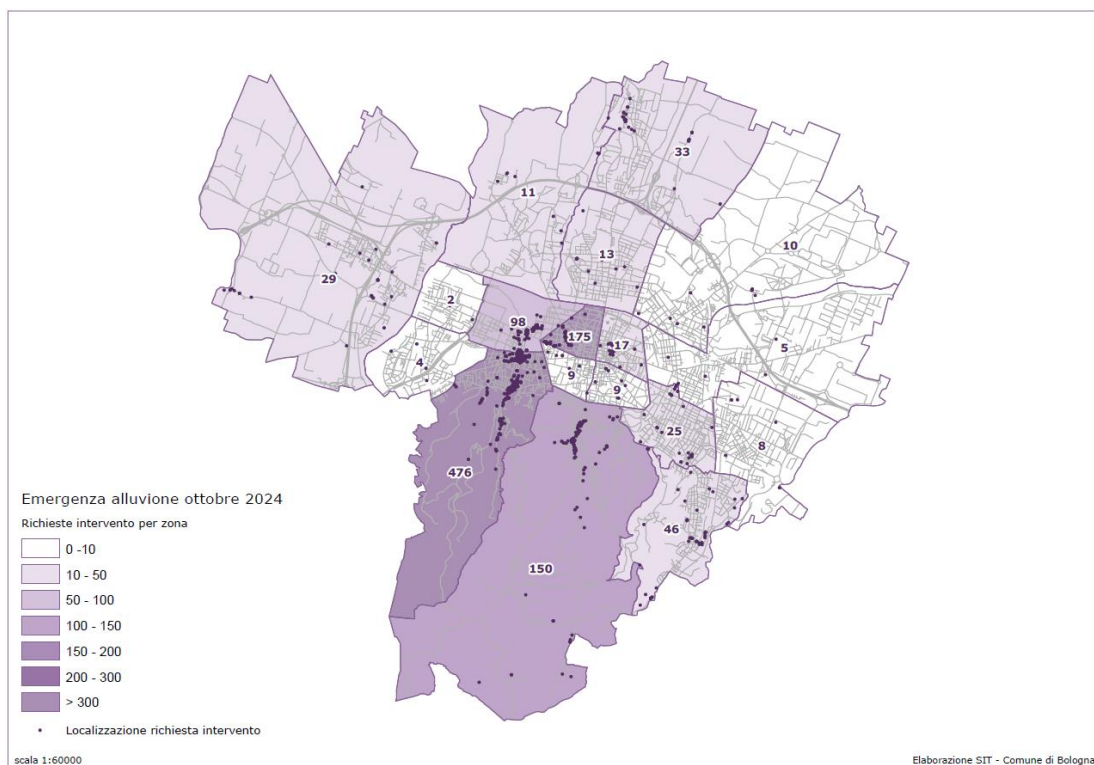 33
11
10
13
29
2
98
175
17
5
4
9
9
25
8
476
46
150
Emergenza alluvione ottobre 2024
Richieste intervento per zona
0 -10
10 - 50
50 - 100
100 - 150
150 - 200
200 - 300
> 300
Localizzazione richiesta intervento
scala 1:60000
Elaborazione SIT - Comune di Bologna